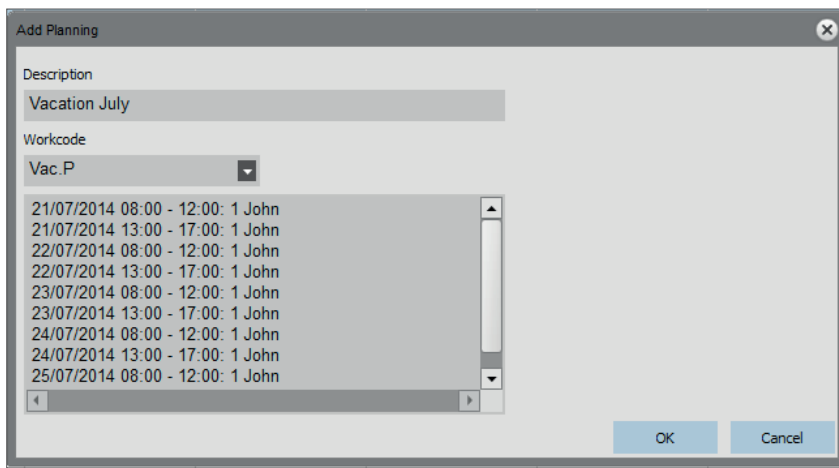 Add Planning
Description
Vacation July
Workcode
Vac.P
21/07/2014 08:00 - 12:00: 1 John
21/07/2014 13:00 - 17:00: 1 John
22/07/2014 08:00 - 12:00: 1 John
22/07/2014 13:00 - 17:00: 1 John
23/07/2014 08:00 - 12:00: 1 John
23/07/2014 13:00 - 17:00: 1 John
24/07/2014 08:00 - 12:00: 1 John
24/07/2014 13:00 - 17:00: 1 John
25/07/2014 08:00 - 12:00: 1 John
OK Cancel